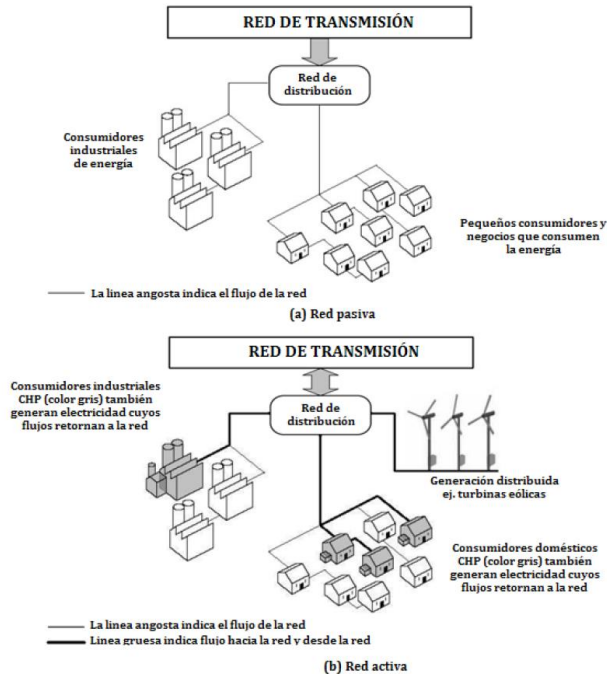 RED DE TRANSMISIÓN
Red de
distribución
Consumidores
industriales
de energía
Pequeños consumidores y
negocios que consumen
la energía
La linea angosta indica el flujo de la red
(a) Red pasiva
RED DE TRANSMISIÓN
Consumidores industriales
CHP (color gris) también
generan electricidad cuyos
flujos retornan a la red
Red de
distribución
Generación distribuida
ej. turbinas eólicas
Consumidores domésticos
CHP (color gris) también
generan electricidad cuyos
flujos retornan a la red
La linea angosta indica el flujo de la red
Linea gruesa indica flujo hacia la red y desde la red
(b) Red activa